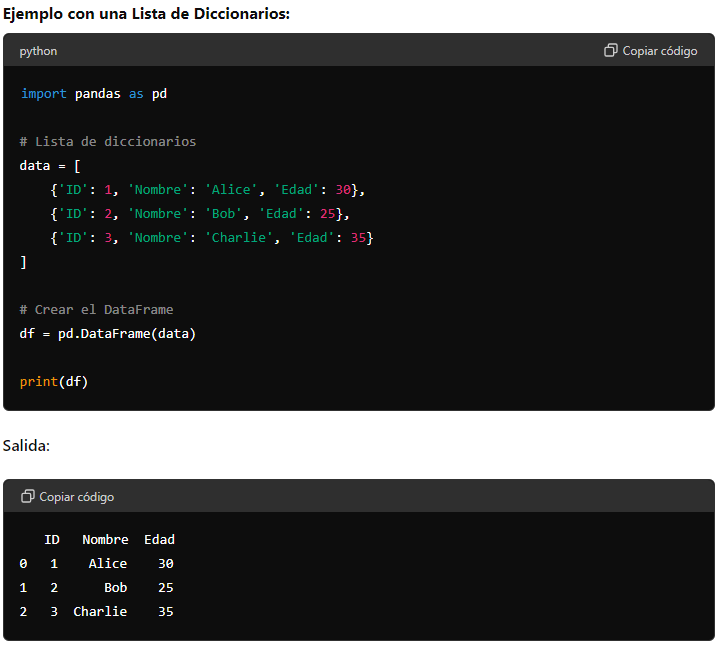 Ejemplo con una Lista de Diccionarios:
python Copiar código
import pandas as pd
# Lista de diccionarios
data = [
    {'ID': 1, 'Nombre': 'Alice', 'Edad': 30},
    {'ID': 2, 'Nombre': 'Bob', 'Edad': 25},
    {'ID': 3, 'Nombre': 'Charlie', 'Edad': 35}
]
# Crear el DataFrame
df = pd.DataFrame(data)
print(df)
Salida:
Copiar código
   ID   Nombre  Edad
0   1    Alice    30
1   2      Bob    25
2   3  Charlie    35